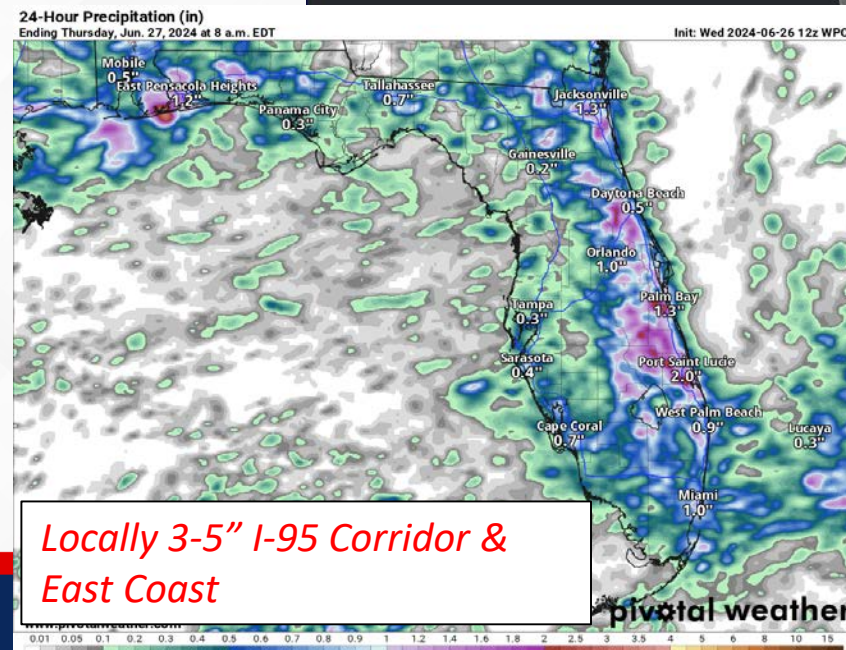 24-Hour Precipitation (in)
Ending Thursday, Jun. 27, 2024 at 8 a.m. EDT
Init: Wed 2024-06-26 12z WPC
Mobile
0.5"
East Pensacola Heights
1.2"
Panama City
0.3"
Tallahassee
0.7"
Jacksonville
1.3"
Gainesville
0.2"
Daytona Beach
0.5"
Orlando
1.0"
Tampa
0.3"
Palm Bay
1.3"
Sarasota
0.4"
Port Saint Lucie
2.0"
Cape Coral
0.7"
West Palm Beach
0.9"
Lucaya
0.3"
Miami
1.0"
Locally 3-5” I-95 Corridor &
East Coast
www.pivotalweather.com
pivotal weather
0.01 0.05 0.1 0.2 0.3 0.4 0.5 0.6 0.7 0.8 0.9 1 1.2 1.4 1.6 1.8 2 2.5 3 3.5 4 5 6 8 10 15